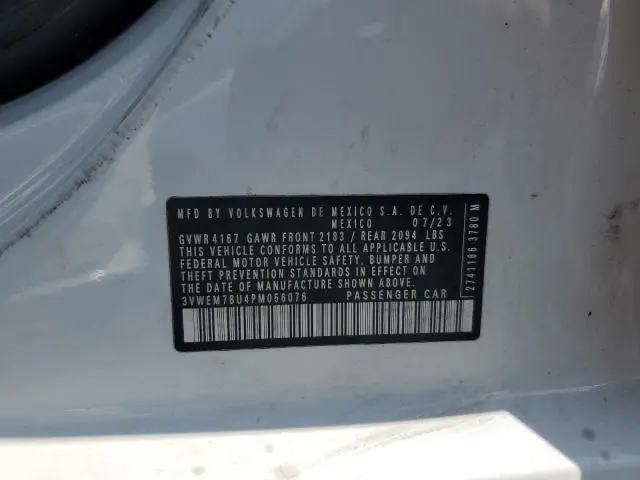 MFD BY VOLKSWAGEN DE MEXICO S.A. DE C.V.
MEXICO 07/23
GVWR 4167 GAWR FRONT 2183 / REAR 2094 LBS
THIS VEHICLE CONFORMS TO ALL APPLICABLE U.S.
FEDERAL MOTOR VEHICLE SAFETY, BUMPER AND
THEFT PREVENTION STANDARDS IN EFFECT ON
THE DATE OF MANUFACTURE SHOWN ABOVE.
3VWEM7BU4PM056076 PASSENGER CAR
2741186 3780 M